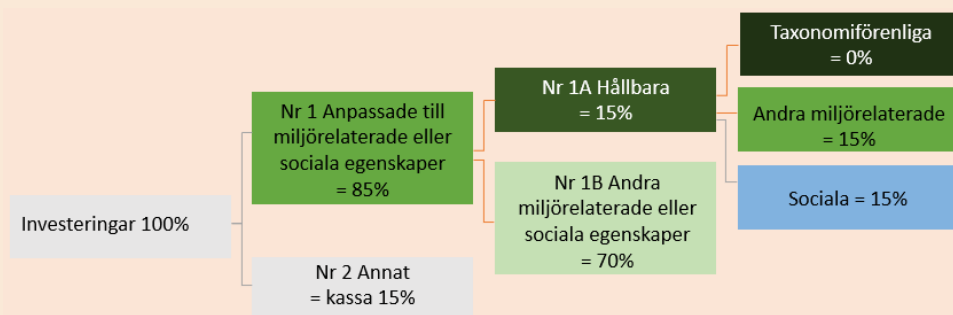 Investeringar 100%
Nr 1 Anpassade till
miljörelaterade eller
sociala egenskaper
= 85%
Nr 2 Annat
= kassa 15%
Nr 1A Hållbara
= 15%
Nr 1B Andra
miljörelaterade eller
sociala egenskaper
= 70%
Taxonomiförenliga
= 0%
Andra miljörelaterade
= 15%
Sociala = 15%